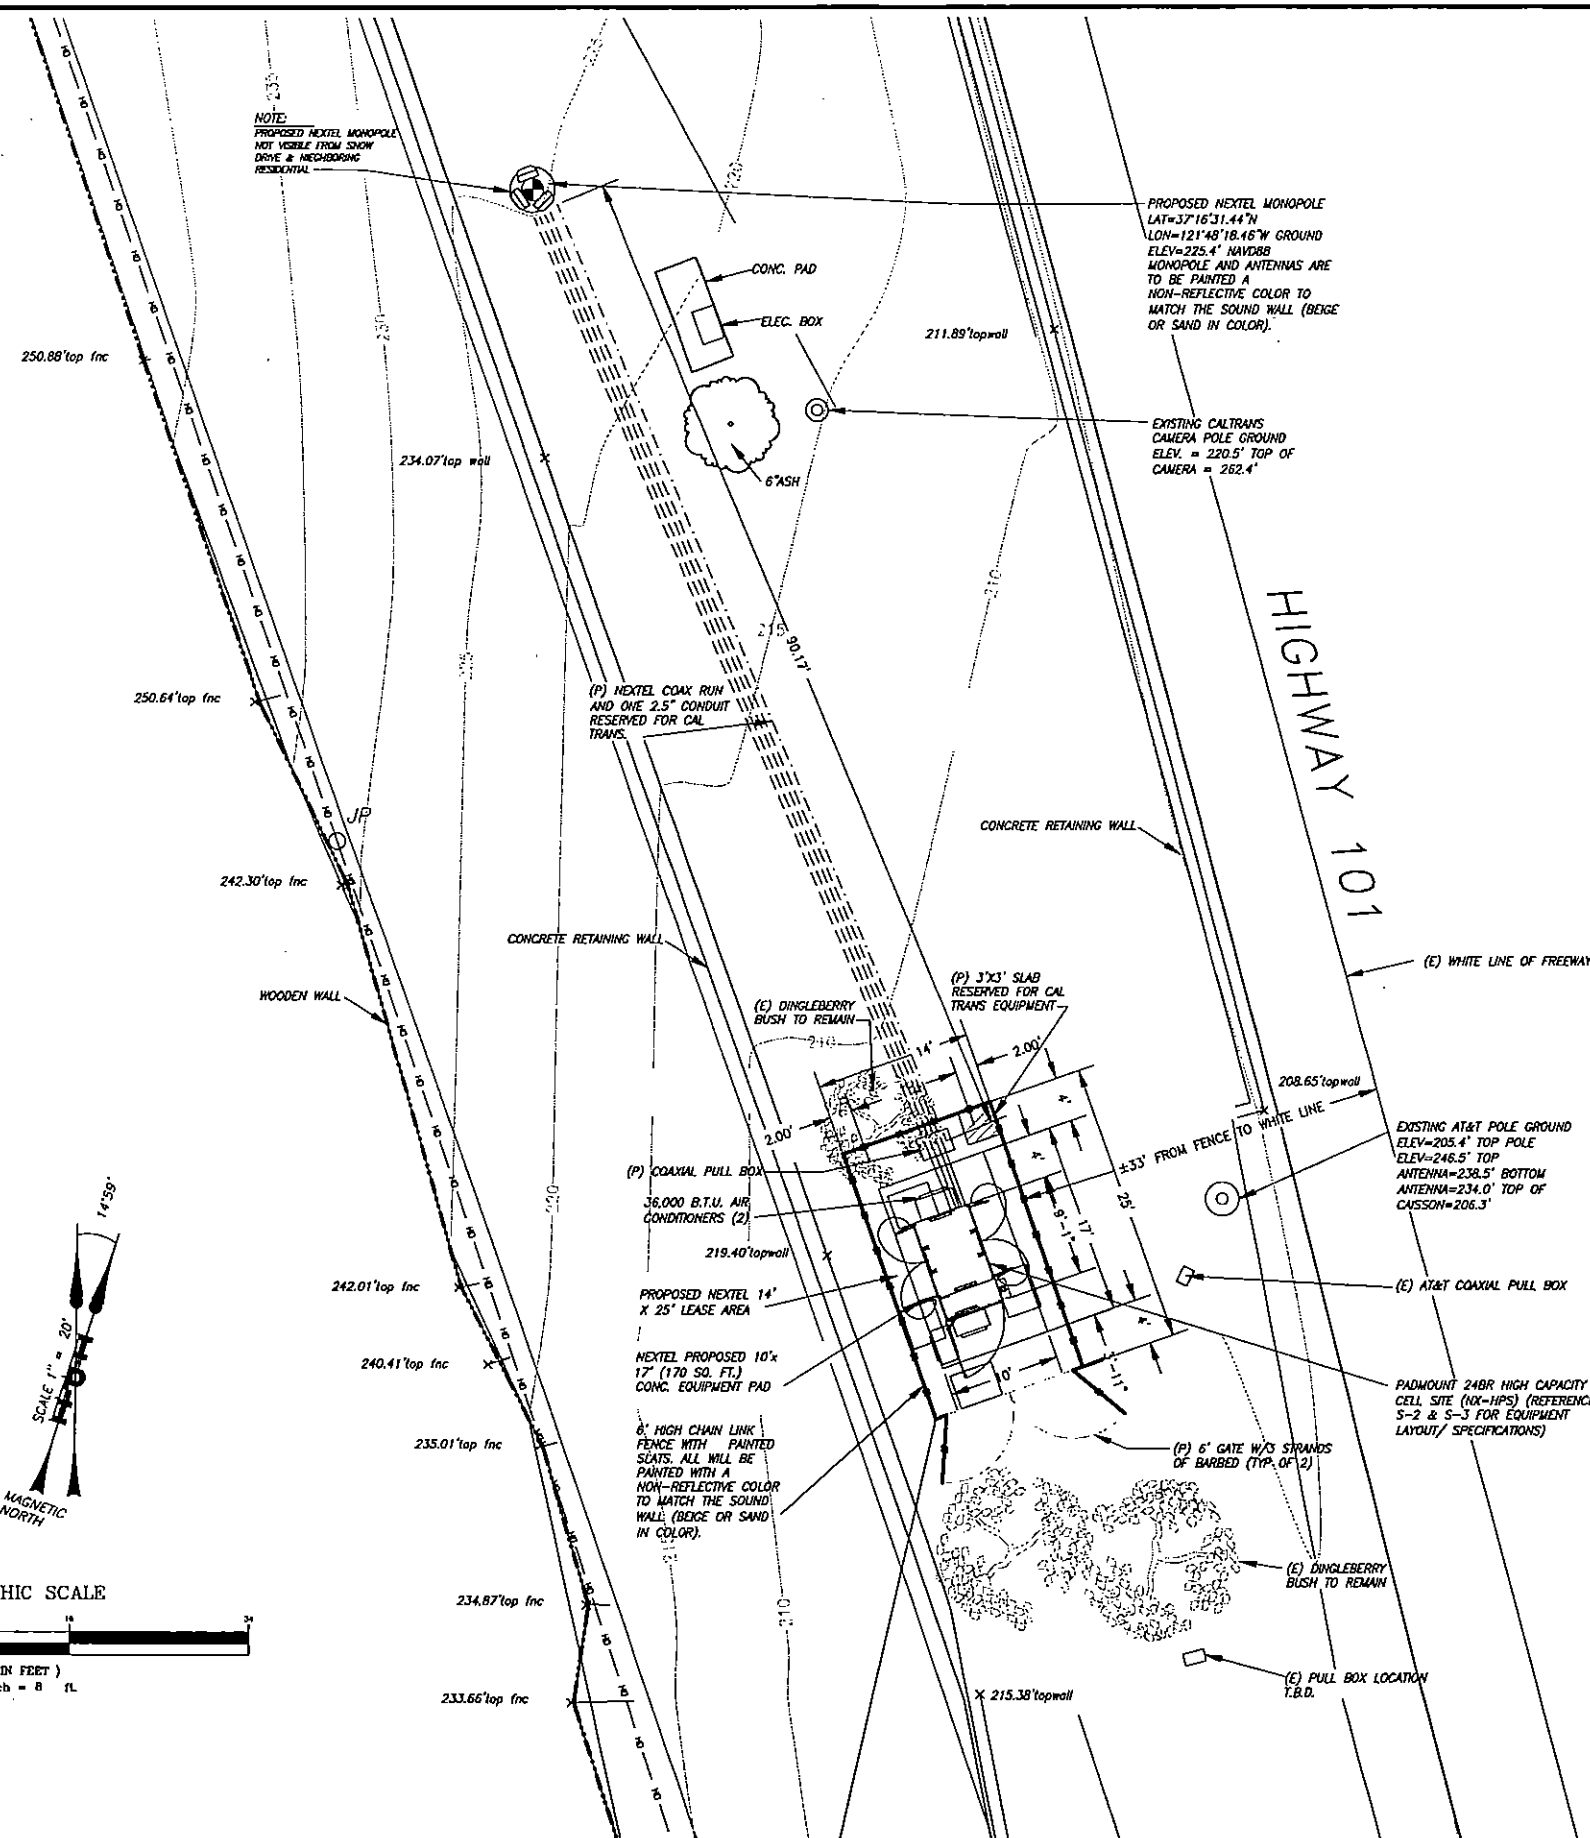 NOTE:
PROPOSED NEXTEL MONOPOLE
NOT VISIBLE FROM SNOW
DRIVE & NEIGHBORING
RESIDENTIAL
235
230
220
230
225
215
210
220
210
215
210
PROPOSED NEXTEL MONOPOLE
LAT=37°16'31.44"N
LON=121°48'18.46"W GROUND
ELEV=225.4' NAVD88
MONOPOLE AND ANTENNAS ARE
TO BE PAINTED A
NON-REFLECTIVE COLOR TO
MATCH THE SOUND WALL (BEIGE
OR SAND IN COLOR).
CONC. PAD
ELEC. BOX
211.89'topwall
250.88'top fnc
EXISTING CALTRANS
CAMERA POLE GROUND
ELEV. = 220.5' TOP OF
CAMERA = 262.4'
234.07'top wall
6"ASH
HIGHWAY 101
90.17'
250.64'top fnc
(P) NEXTEL COAX RUN
AND ONE 2.5" CONDUIT
RESERVED FOR CAL
TRANS.
JP
CONCRETE RETAINING WALL
242.30'top fnc
CONCRETE RETAINING WALL
(E) WHITE LINE OF FREEWAY
WOODEN WALL
(P) 3'X3' SLAB
RESERVED FOR CAL
TRANS EQUIPMENT
(E) DINGLEBERRY
BUSH TO REMAIN
14'
2.00'
208.65'topwall
2.00'
4'
±33' FROM FENCE TO WHITE LINE
EXISTING AT&T POLE GROUND
ELEV=205.4' TOP POLE
ELEV=246.5' TOP
ANTENNA=238.5' BOTTOM
ANTENNA=234.0' TOP OF
CAISSON=206.3'
(P) COAXIAL PULL BOX
4'
36,000 B.T.U. AIR
CONDITIONERS (2)
25'
17'
9'-1"
219.40'topwall
14'59"
242.01'top fnc
(E) AT&T COAXIAL PULL BOX
PROPOSED NEXTEL 14'
X 25' LEASE AREA
4'
SCALE 1" = 20'
240.41'top fnc
NEXTEL PROPOSED 10'x
17' (170 SQ. FT.)
CONC. EQUIPMENT PAD
10'
PADMOUNT 24BR HIGH CAPACITY
CELL SITE (NX-HPS) (REFERENCE
S-2 & S-3 FOR EQUIPMENT
LAYOUT/ SPECIFICATIONS)
235.01'top fnc
6' HIGH CHAIN LINK
FENCE WITH PAINTED
SLATS. ALL WILL BE
PAINTED WITH A
NON-REFLECTIVE COLOR
TO MATCH THE SOUND
WALL (BEIGE OR SAND
IN COLOR).
(P) 6' GATE W/3 STRANDS
OF BARBED (TYP. OF 2)
MAGNETIC
NORTH
(E) DINGLEBERRY
BUSH TO REMAIN
HIC SCALE
16
234.87'top fnc
IN FEET )
ch = 8 ft.
(E) PULL BOX LOCATION
T.B.D.
233.66'top fnc
215.38'topwall